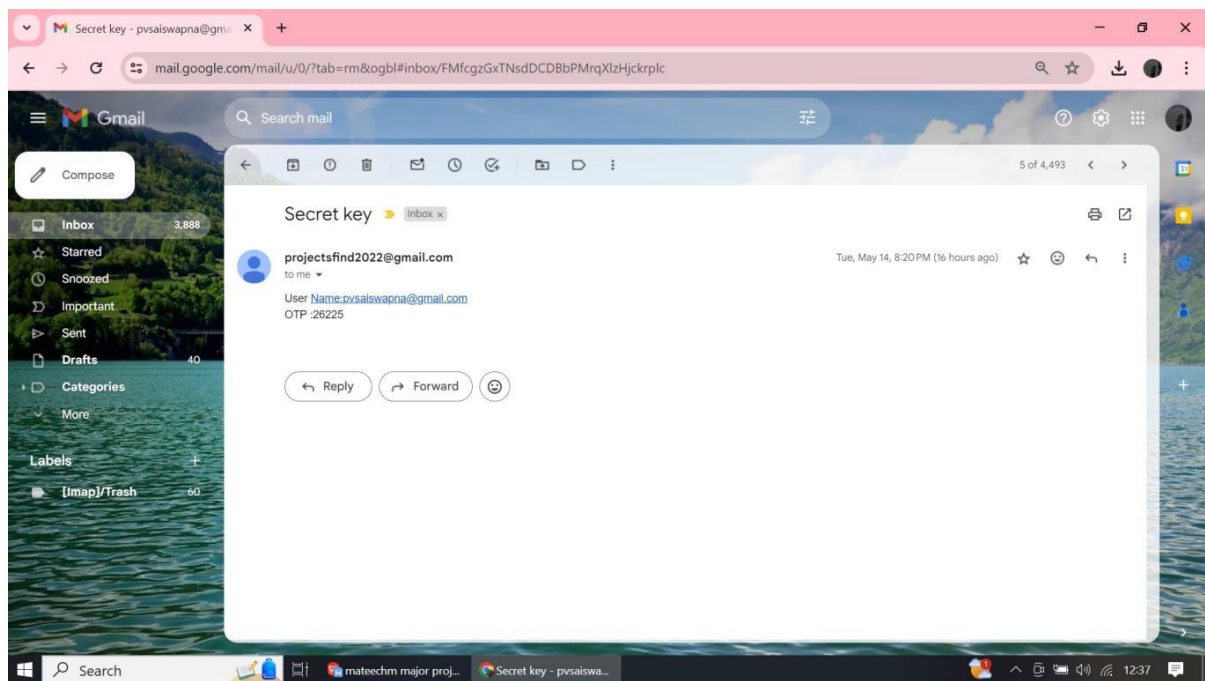 Secret key - pvsaiswapna@gma
mail.google.com/mail/u/0/?tab=rm&ogbl#inbox/FMfcgzGxTNsdDCDBbPMrqXlzHjckrplc
Gmail
Search mail
Compose
5 of 4,493
31
Secret key
Inbox x
Inbox 3,888
Starred
Snoozed
Important
Sent
Drafts 40
Categories
More
Labels
[Imap]/Trash 60
projectsfind2022@gmail.com
Tue, May 14, 8:20 PM (16 hours ago)
to me
User Name:pvsaiswapna@gmail.com
OTP :26225
Reply
Forward
Search
mateechm major proj...
Secret key - pvsaiswa...
1
12:37